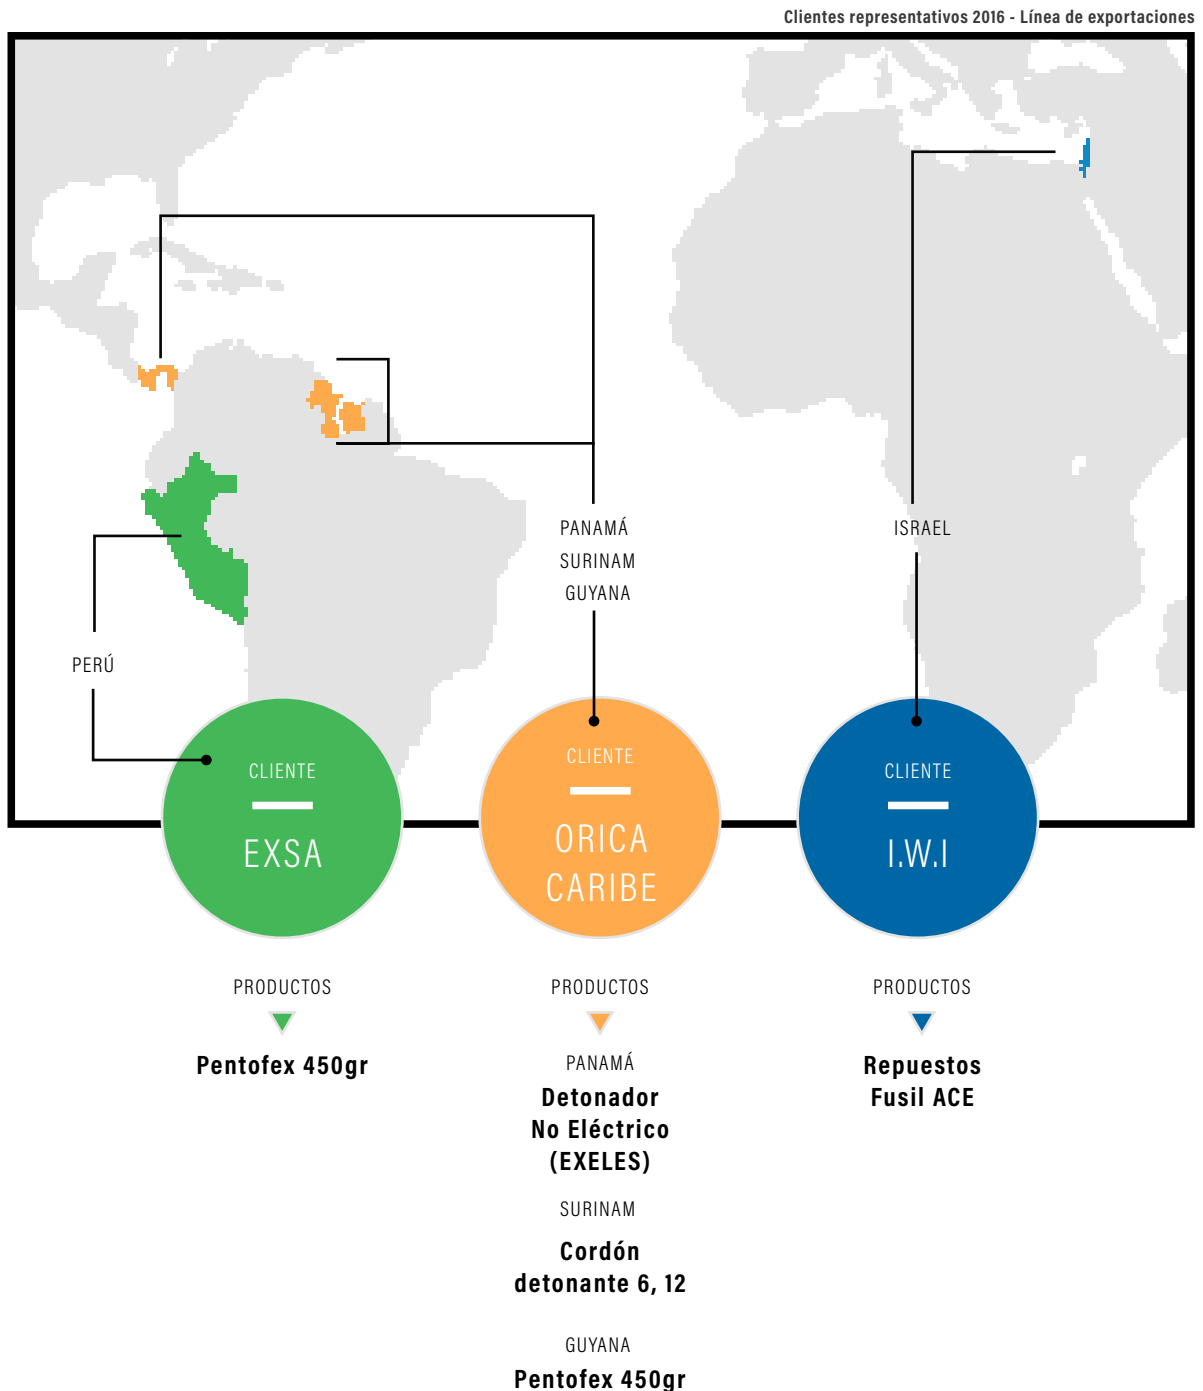 Clientes representativos 2016 - Línea de exportaciones
PANAMÁ
SURINAM
GUYANA
ISRAEL
PERÚ
CLIENTE
EXSA
CLIENTE
ORICA
CARIBE
CLIENTE
I.W.I
PRODUCTOS
Pentofex 450gr
PRODUCTOS
PANAMÁ
Detonador
No Eléctrico
(EXELES)
SURINAM
Cordón
detonante 6, 12
GUYANA
Pentofex 450gr
PRODUCTOS
Repuestos
Fusil ACE